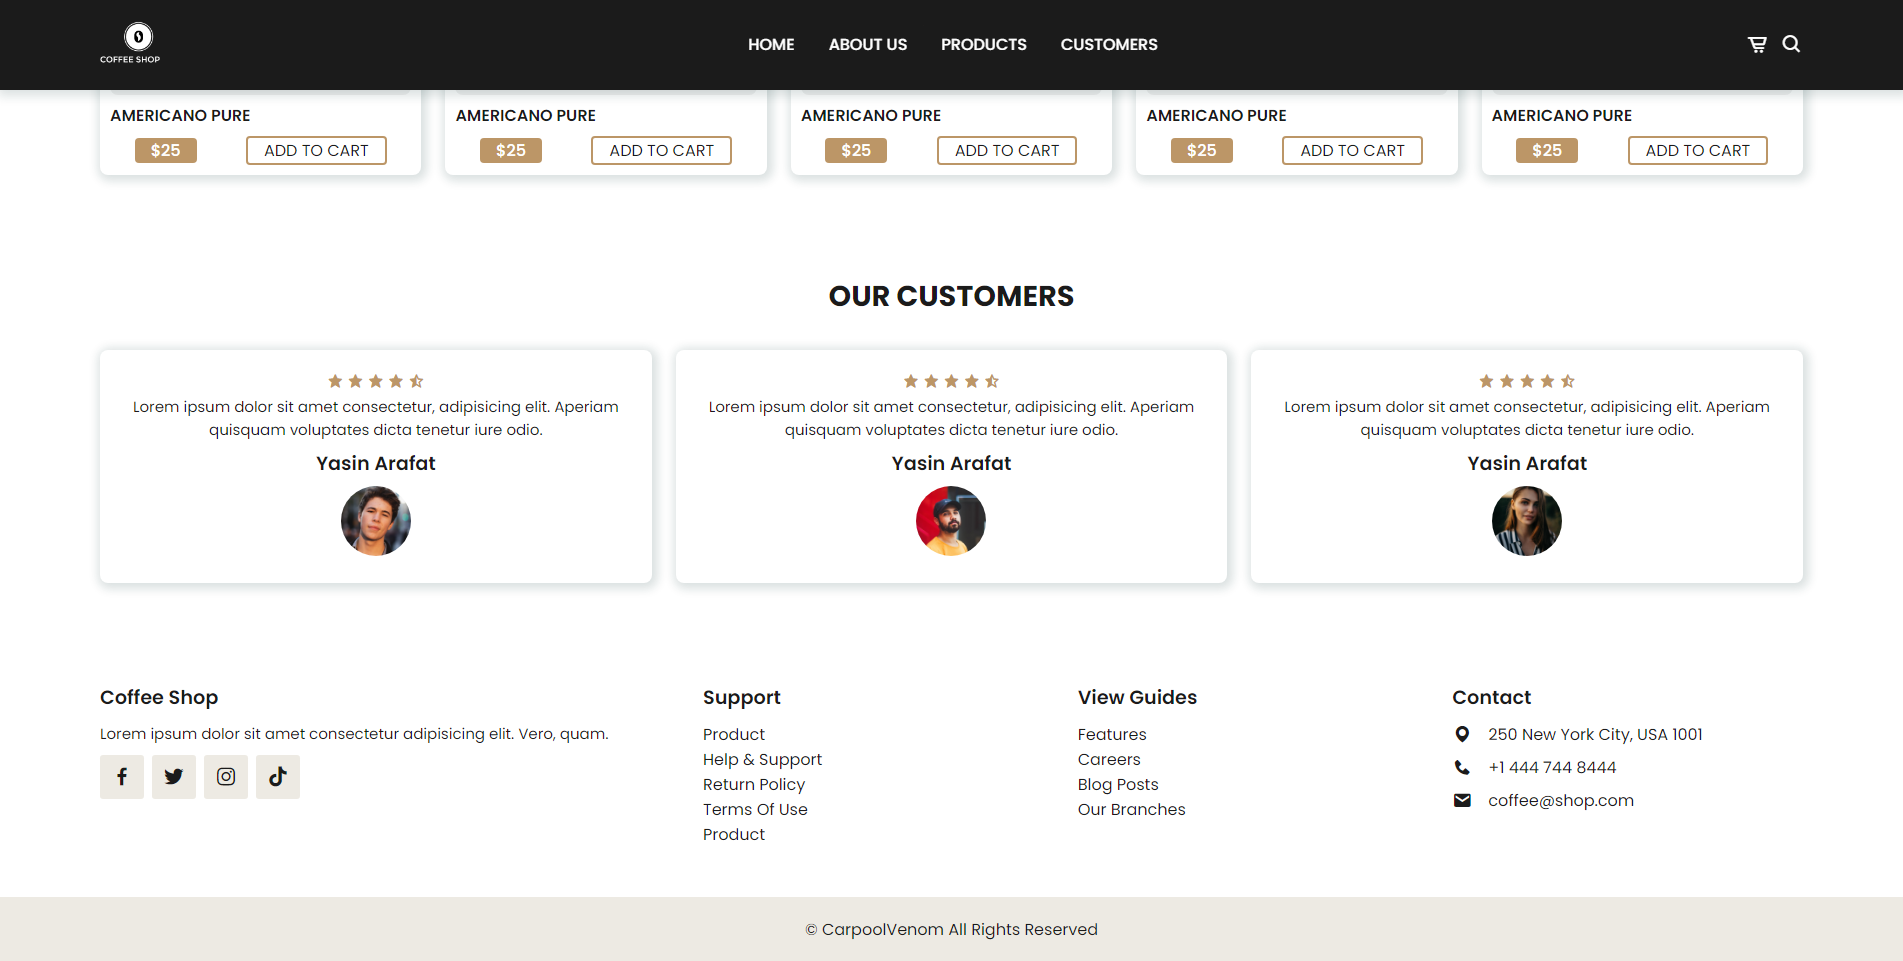 COFFEE SHOP
HOME ABOUT US PRODUCTS CUSTOMERS
AMERICANO PURE AMERICANO PURE AMERICANO PURE AMERICANO PURE AMERICANO PURE
$25 ADD TO CART $25 ADD TO CART $25 ADD TO CART $25 ADD TO CART $25 ADD TO CART
OUR CUSTOMERS
Lorem ipsum dolor sit amet consectetur, adipisicing elit. Aperiam
quisquam voluptates dicta tenetur iure odio.
Yasin Arafat
Lorem ipsum dolor sit amet consectetur, adipisicing elit. Aperiam
quisquam voluptates dicta tenetur iure odio.
Yasin Arafat
Lorem ipsum dolor sit amet consectetur, adipisicing elit. Aperiam
quisquam voluptates dicta tenetur iure odio.
Yasin Arafat
Coffee Shop
Lorem ipsum dolor sit amet consectetur adipisicing elit. Vero, quam.
Support
Product
Help & Support
Return Policy
Terms Of Use
Product
View Guides
Features
Careers
Blog Posts
Our Branches
Contact
250 New York City, USA 1001
+1 444 744 8444
coffee@shop.com
© CarpoolVenom All Rights Reserved